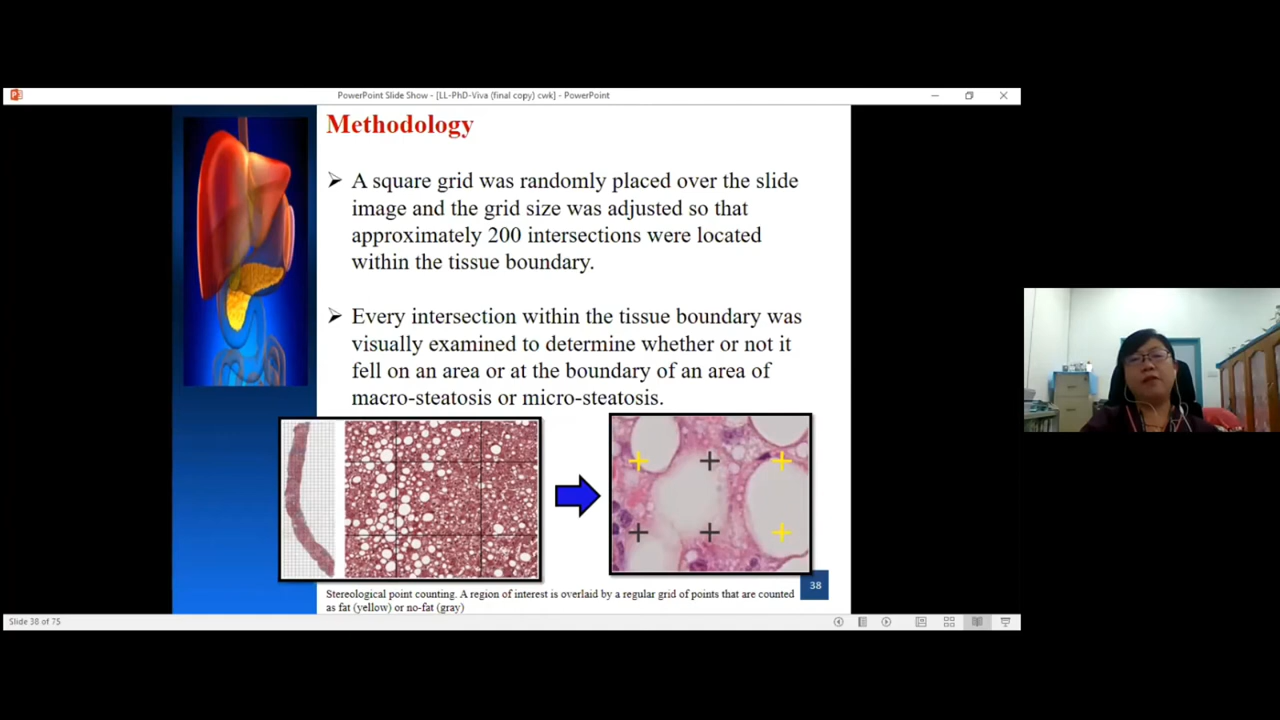 PowerPoint Slide Show - [LL-PhD-Viva (final copy) cwk] - PowerPoint
Methodology
➢ A square grid was randomly placed over the slide
image and the grid size was adjusted so that
approximately 200 intersections were located
within the tissue boundary.
➢ Every intersection within the tissue boundary was
visually examined to determine whether or not it
fell on an area or at the boundary of an area of
macro-steatosis or micro-steatosis.
Stereological point counting. A region of interest is overlaid by a regular grid of points that are counted
as fat (yellow) or no-fat (gray)
38
Slide 38 of 75